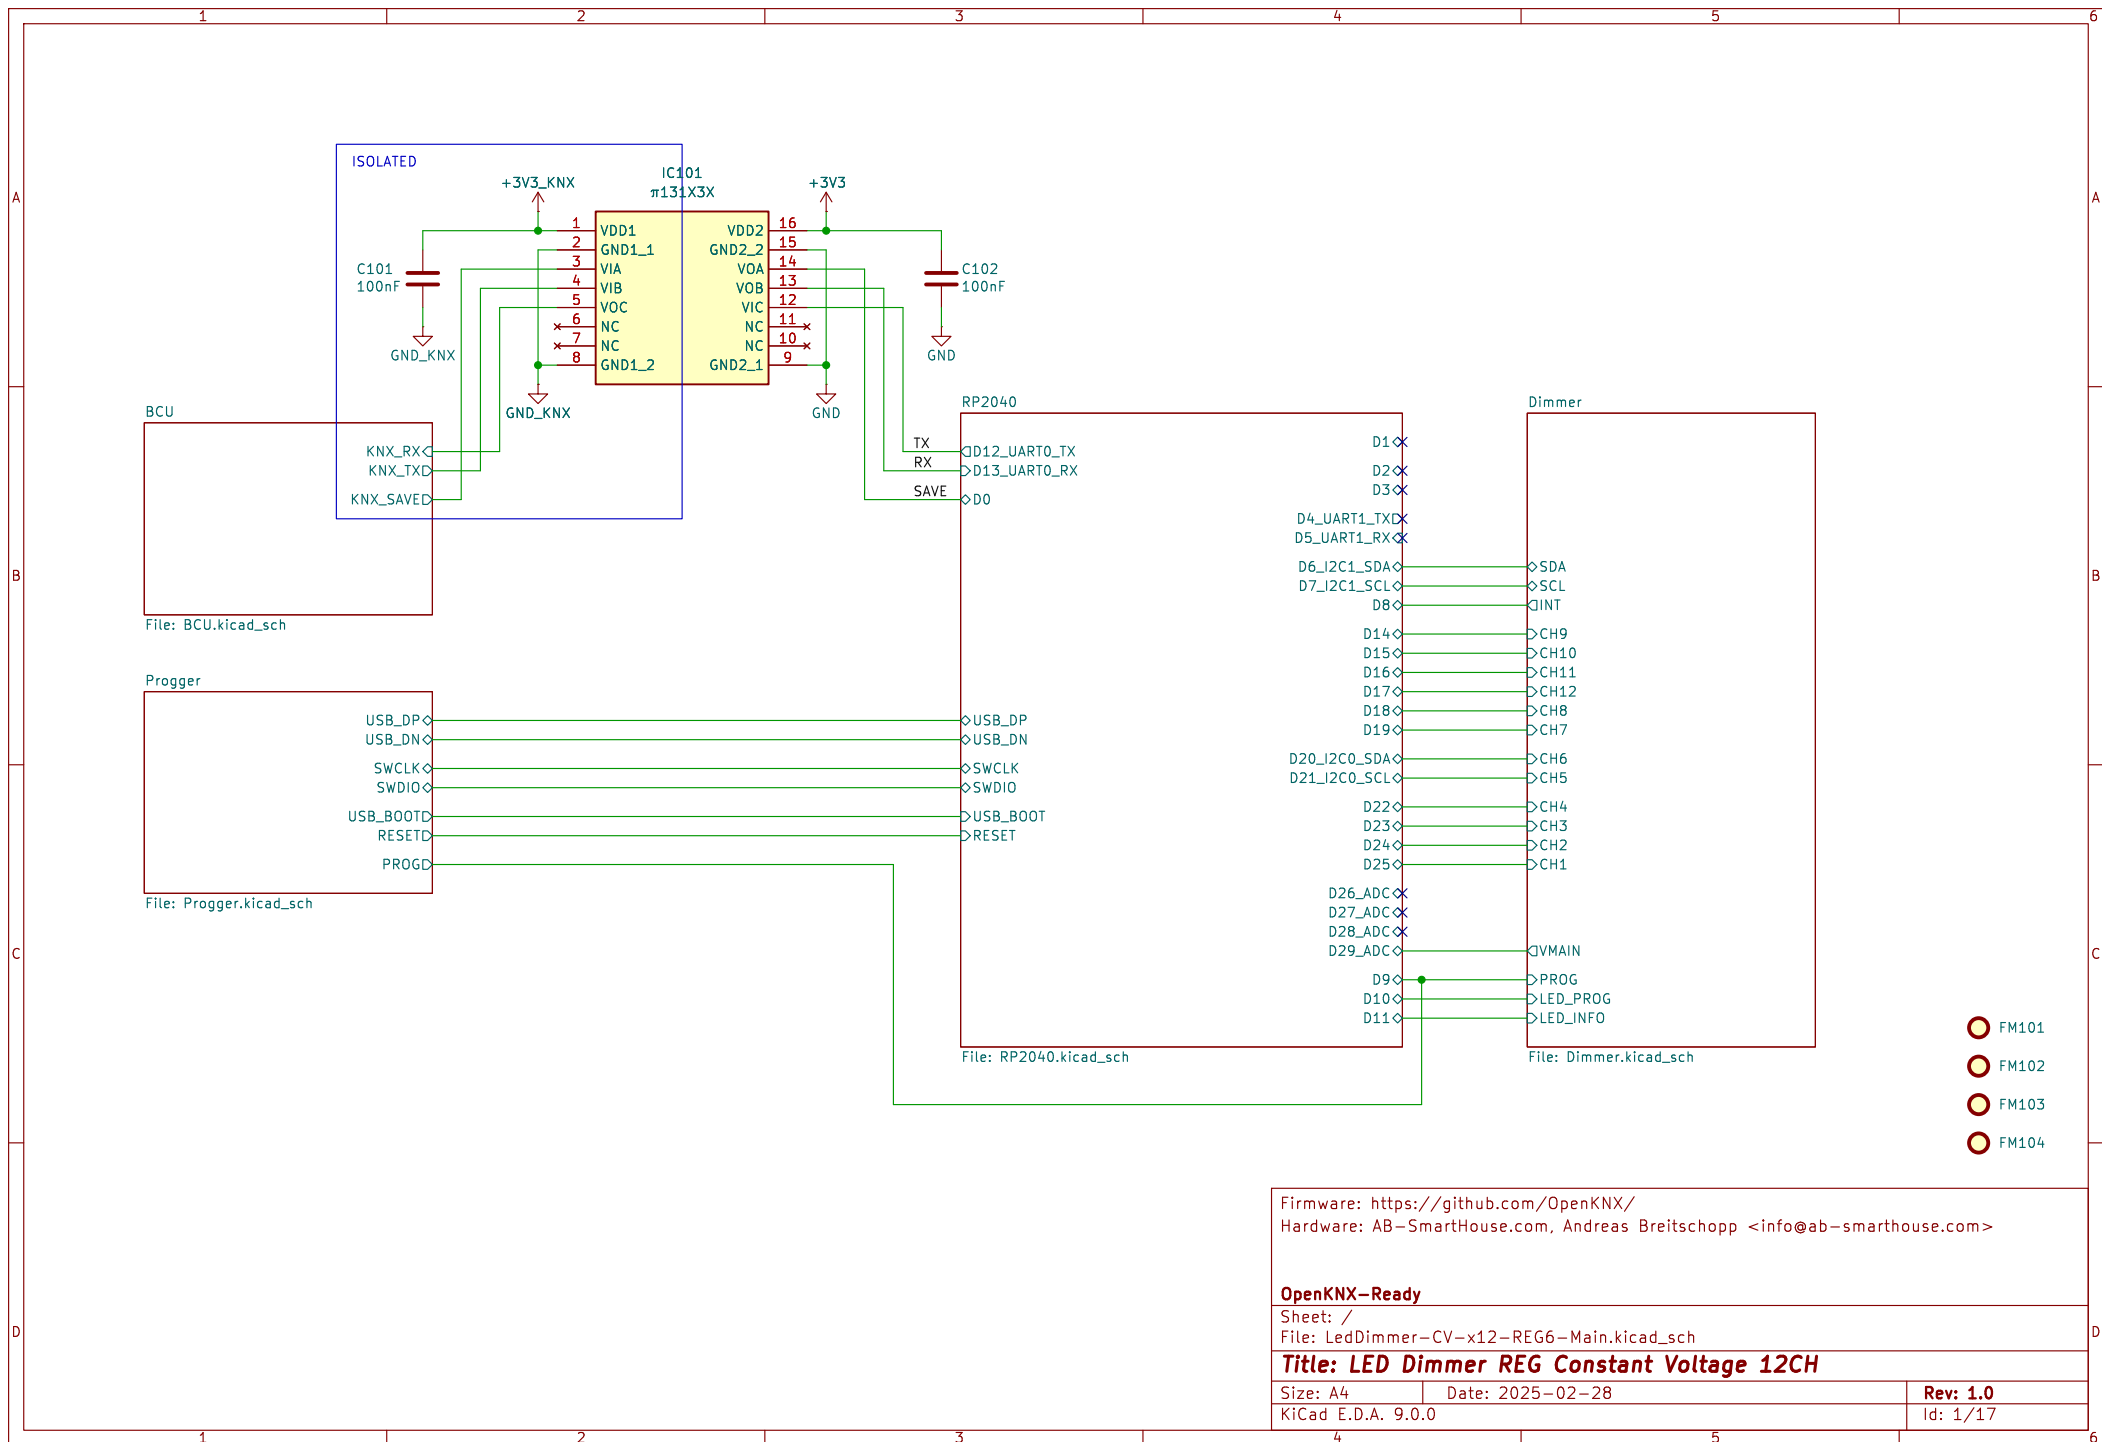 1 2 3 4 5 6
A
B
C
D
A
B
C
D
ISOLATED
+3V3_KNX
IC101
π131X3X
+3V3
1 VDD1
2 GND1_1
3 VIA
4 VIB
5 VOC
6 NC
7 NC
8 GND1_2
VDD2 16
GND2_2 15
VOA 14
VOB 13
VIC 12
NC 11
NC 10
GND2_1 9
C101
100nF
GND_KNX
GND_KNX
C102
100nF
GND
GND
BCU
KNX_RX
KNX_TX
KNX_SAVE
File: BCU.kicad_sch
Progger
USB_DP
USB_DN
SWCLK
SWDIO
USB_BOOT
RESET
PROG
File: Progger.kicad_sch
TX
RX
SAVE
RP2040
D12_UART0_TX
D13_UART0_RX
D0
USB_DP
USB_DN
SWCLK
SWDIO
USB_BOOT
RESET
D1
D2
D3
D4_UART1_TX
D5_UART1_RX
D6_I2C1_SDA
D7_I2C1_SCL
D8
D14
D15
D16
D17
D18
D19
D20_I2C0_SDA
D21_I2C0_SCL
D22
D23
D24
D25
D26_ADC
D27_ADC
D28_ADC
D29_ADC
D9
D10
D11
File: RP2040.kicad_sch
Dimmer
SDA
SCL
INT
CH9
CH10
CH11
CH12
CH8
CH7
CH6
CH5
CH4
CH3
CH2
CH1
VMAIN
PROG
LED_PROG
LED_INFO
File: Dimmer.kicad_sch
FM101
FM102
FM103
FM104
Firmware: https://github.com/OpenKNX/
Hardware: AB-SmartHouse.com, Andreas Breitschopp <info@ab-smarthouse.com>
OpenKNX-Ready
Sheet: /
File: LedDimmer-CV-x12-REG6-Main.kicad_sch
Title: LED Dimmer REG Constant Voltage 12CH
Size: A4 Date: 2025-02-28 Rev: 1.0
KiCad E.D.A. 9.0.0 Id: 1/17
1 2 3 4 5 6